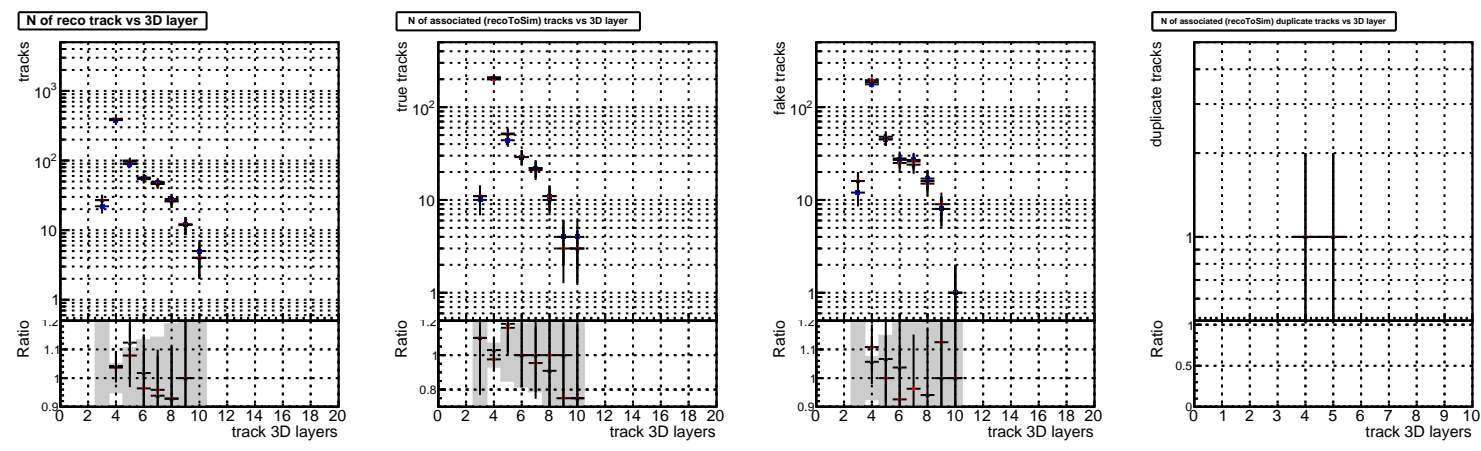 N of reco track vs 3D layer
tracks
10³
10²
10
1
Ratio
1.2
1.1
1
0.9
0 2 4 6 8 10 12 14 16 18 20
track 3D layers
N of associated (recoToSim) tracks vs 3D layer
true tracks
10²
10
1
Ratio
1.2
1
0.8
0 2 4 6 8 10 12 14 16 18 20
track 3D layers
fake tracks
10²
10
1
Ratio
1.2
1.1
1
0.9
0 2 4 6 8 10 12 14 16 18 20
track 3D layers
N of associated (recoToSim) duplicate tracks vs 3D layer
duplicate tracks
1
Ratio
1
0.5
0
0 1 2 3 4 5 6 7 8 9 10
track 3D layers